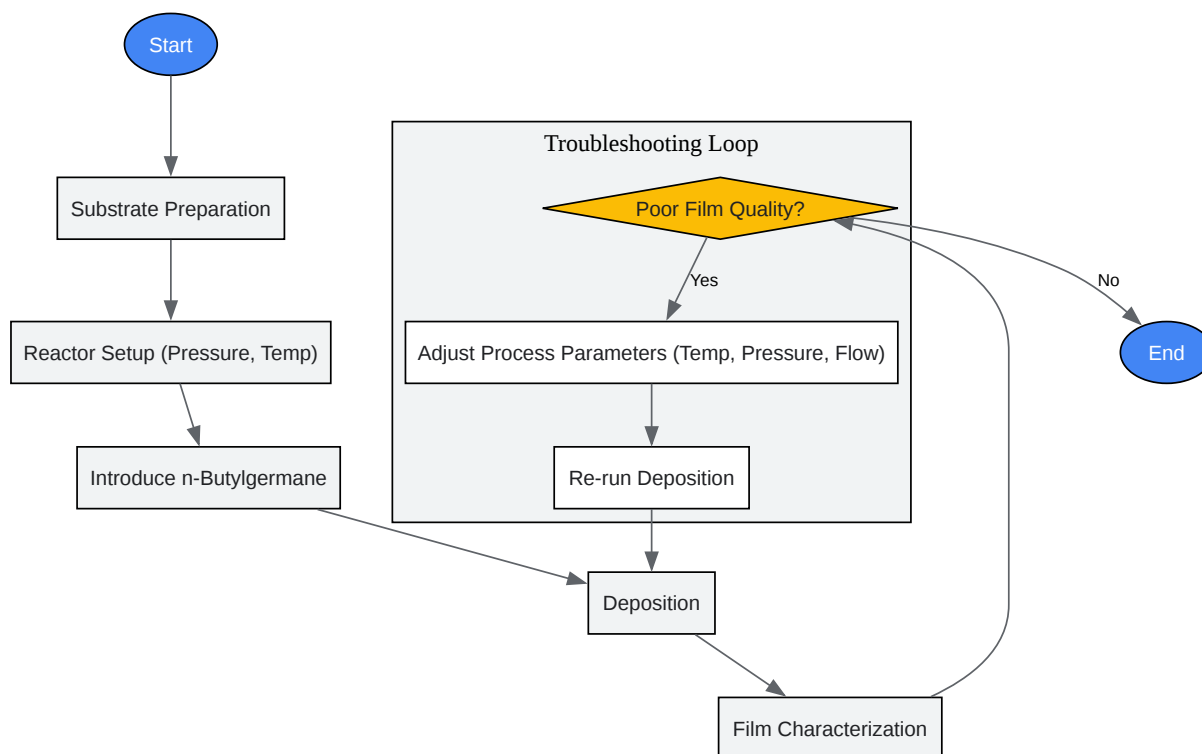 Start
Substrate Preparation
Reactor Setup (Pressure, Temp)
Introduce n-Butylgermane
Troubleshooting Loop
Poor Film Quality?
Yes
No
Adjust Process Parameters (Temp, Pressure, Flow)
End
Re-run Deposition
Deposition
Film Characterization